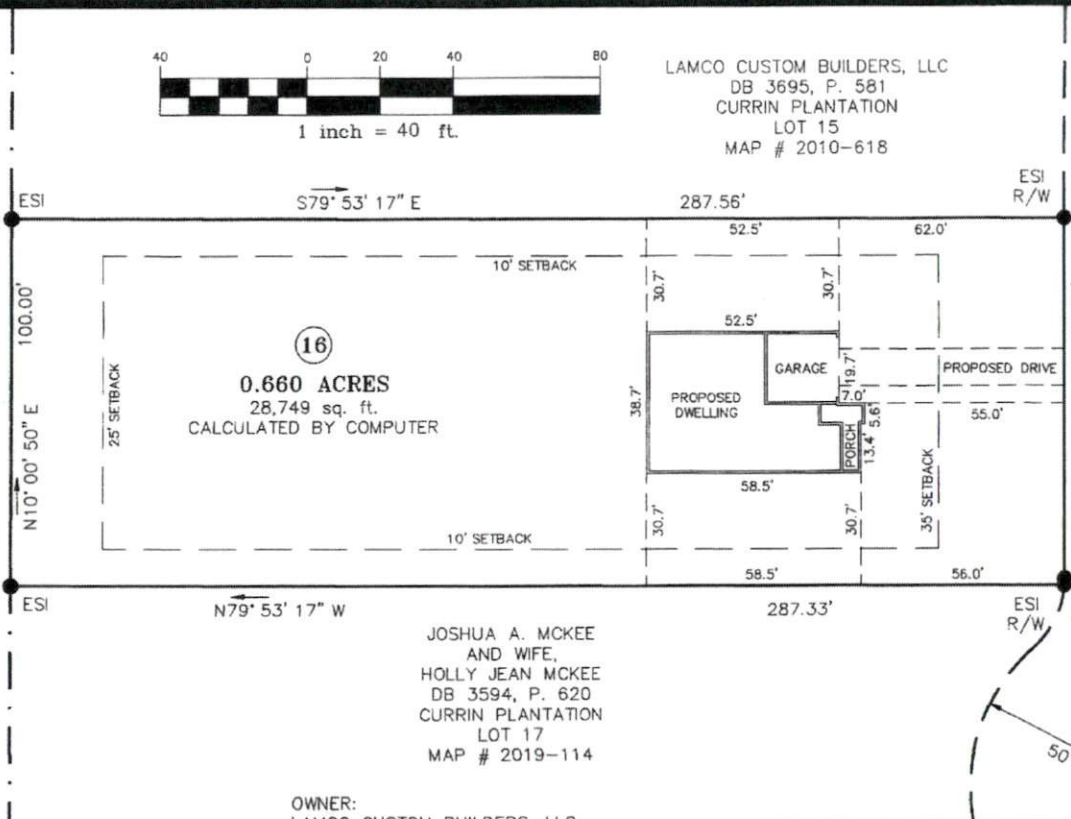 40 0 20 40 80
1 inch = 40 ft.
LAMCO CUSTOM BUILDERS, LLC
DB 3695, P. 581
CURRIN PLANTATION
LOT 15
MAP # 2010-618
ESI
R/W
ESI
S79° 53' 17" E
287.56'
52.5'
62.0'
10' SETBACK
30.7'
30.7'
100.00'
N10° 00' 50" E
25' SETBACK
16
0.660 ACRES
28,749 sq. ft.
CALCULATED BY COMPUTER
52.5'
GARAGE
19.7'
PROPOSED DRIVE
7.0'
5.6'
55.0'
38.7'
PROPOSED
DWELLING
PORCH
13.4'
58.5'
35' SETBACK
30.7'
30.7'
10' SETBACK
58.5'
56.0'
ESI
N79° 53' 17" W
287.33'
ESI
R/W
JOSHUA A. MCKEE
AND WIFE,
HOLLY JEAN MCKEE
DB 3594, P. 620
CURRIN PLANTATION
LOT 17
MAP # 2019-114
50
OWNER:
LAMCO CUSTOM BUILDERS, LLC